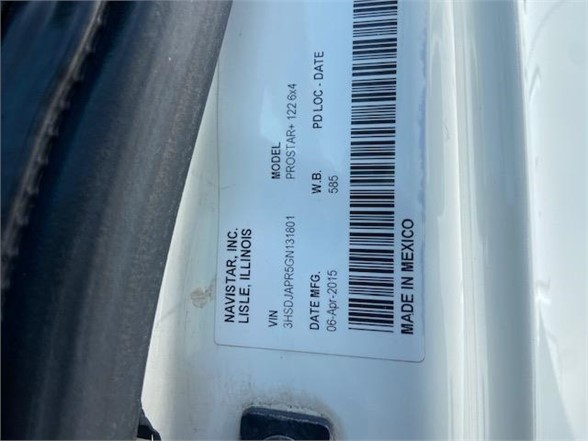 NAVISTAR, INC.
LISLE, ILLINOIS
VIN MODEL
3HSDJAPR5GN131801 PROSTAR+ 122 6x4
DATE MFG. W.B. PD LOC - DATE
06-Apr-2015 585
MADE IN MEXICO